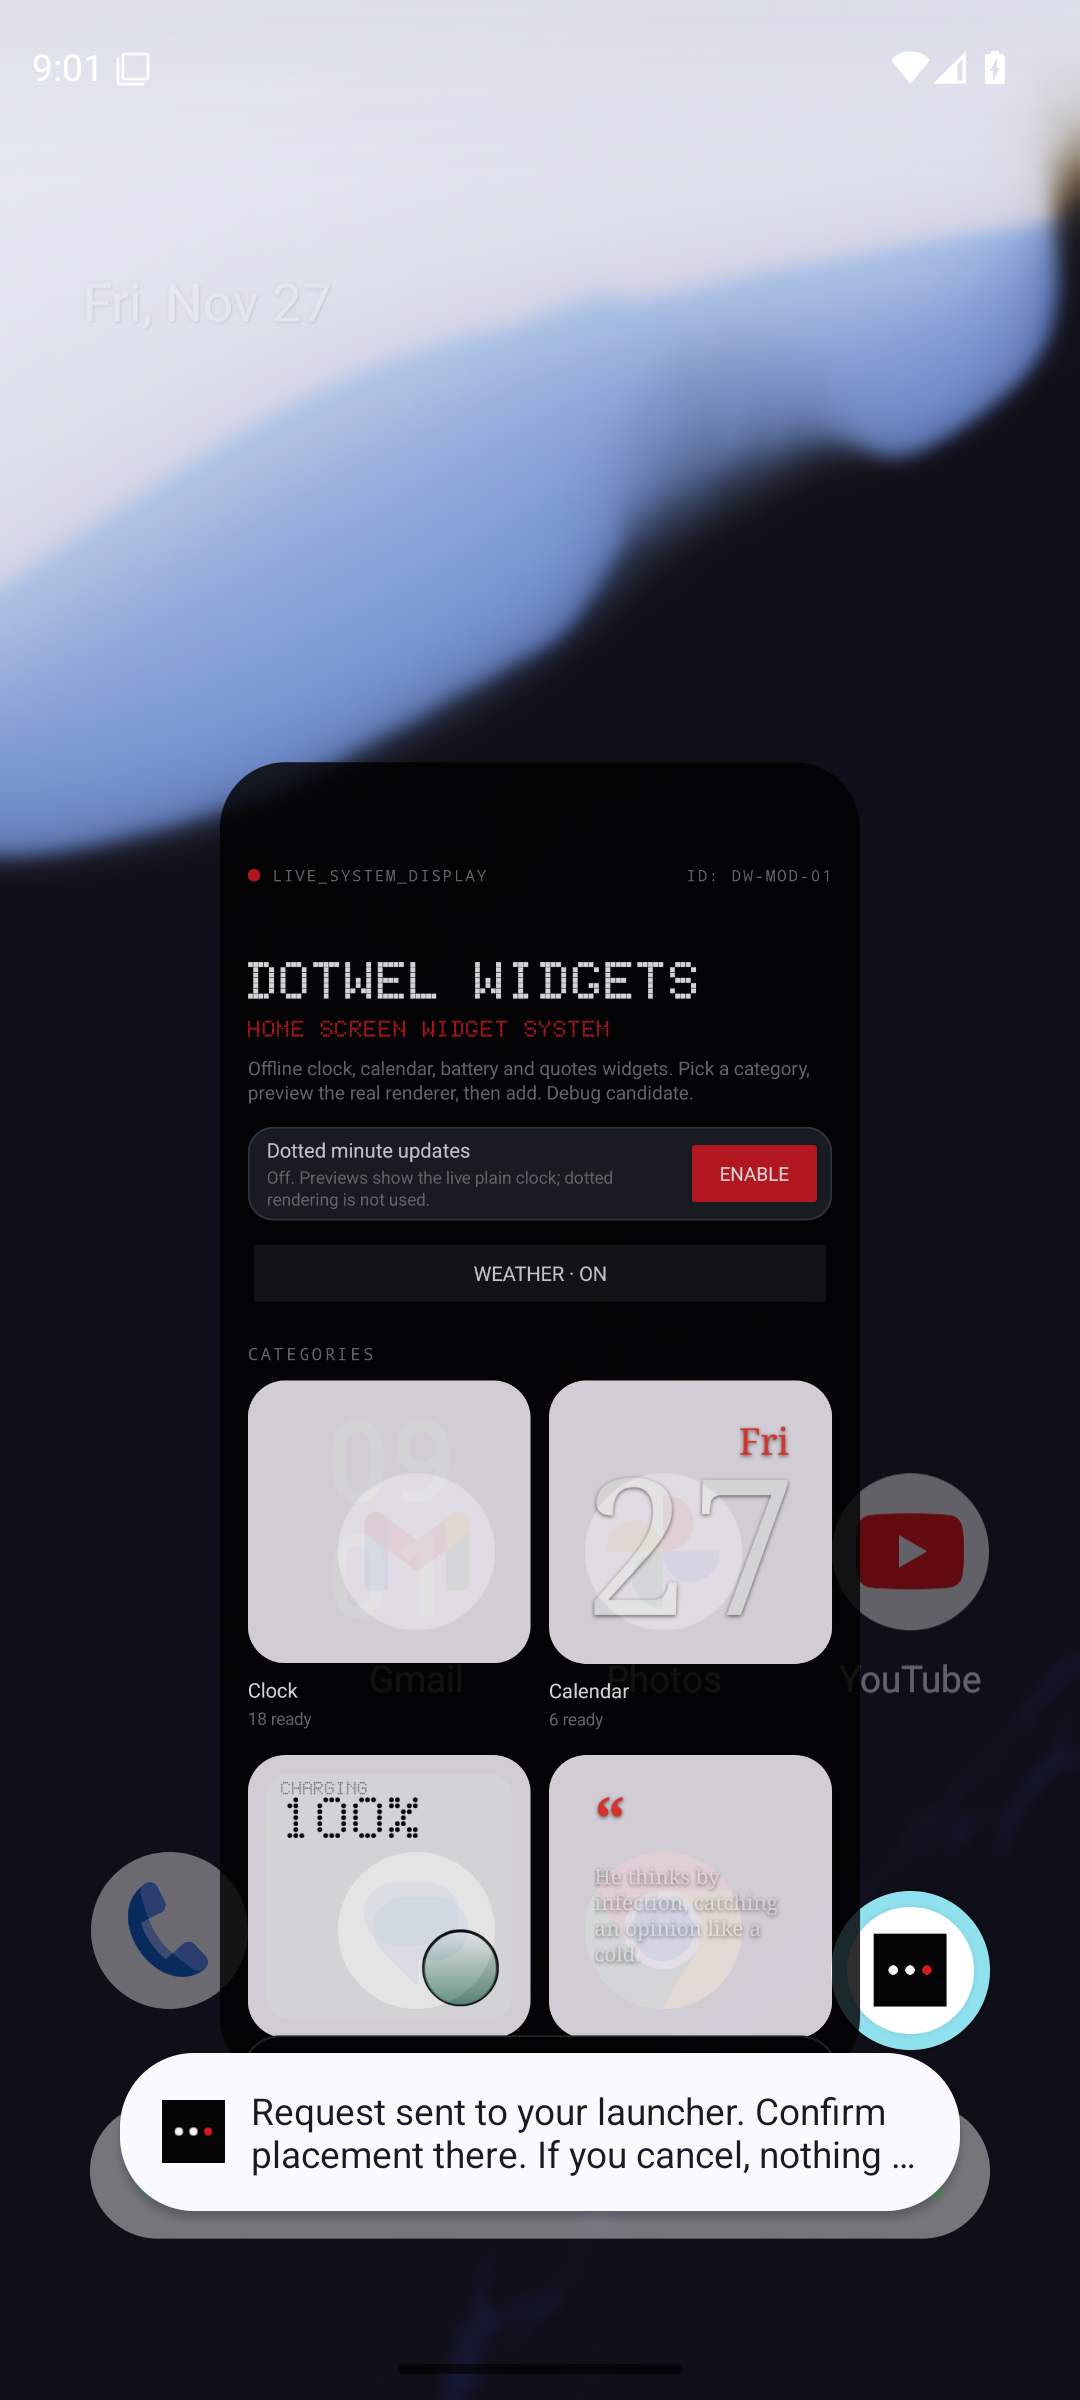 9:01
Fri, Nov 27
LIVE_SYSTEM_DISPLAY
ID: DW-MOD-01
DOTWEL WIDGETS
HOME SCREEN WIDGET SYSTEM
Offline clock, calendar, battery and quotes widgets. Pick a category,
preview the real renderer, then add. Debug candidate.
Dotted minute updates
Off. Previews show the live plain clock; dotted
rendering is not used.
ENABLE
WEATHER · ON
CATEGORIES
09
01
Fri
27
Gmail
Photos
YouTube
Clock
18 ready
Calendar
6 ready
CHARGING
100%
“
He thinks by
infection, catching
an opinion like a
cold.
Request sent to your launcher. Confirm
placement there. If you cancel, nothing ...